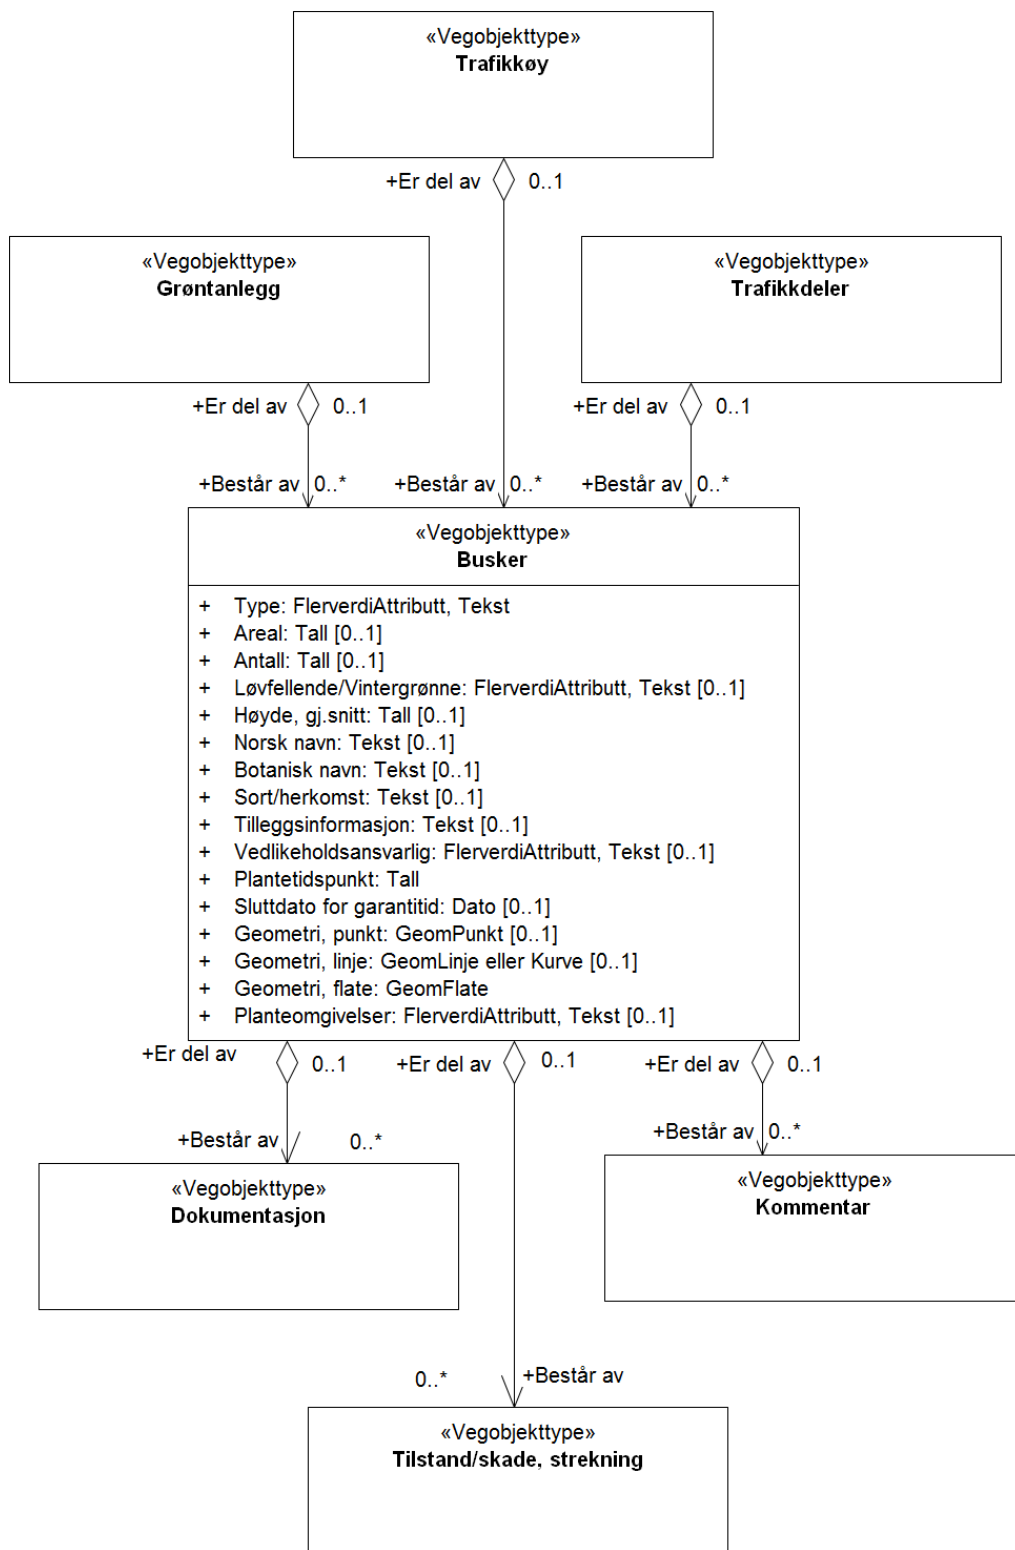 «Vegobjekttype»
Trafikkøy
+Er del av 0..1
«Vegobjekttype»
Grøntanlegg
«Vegobjekttype»
Trafikkdeler
+Er del av 0..1
+Er del av 0..1
+Består av 0..*
+Består av 0..*
+Består av 0..*
«Vegobjekttype»
Busker
+ Type: FlerverdiAttributt, Tekst
+ Areal: Tall [0..1]
+ Antall: Tall [0..1]
+ Løvfellende/Vintergrønne: FlerverdiAttributt, Tekst [0..1]
+ Høyde, gj.snitt: Tall [0..1]
+ Norsk navn: Tekst [0..1]
+ Botanisk navn: Tekst [0..1]
+ Sort/herkomst: Tekst [0..1]
+ Tilleggsinformasjon: Tekst [0..1]
+ Vedlikeholdsansvarlig: FlerverdiAttributt, Tekst [0..1]
+ Plantetidspunkt: Tall
+ Sluttdato for garantitid: Dato [0..1]
+ Geometri, punkt: GeomPunkt [0..1]
+ Geometri, linje: GeomLinje eller Kurve [0..1]
+ Geometri, flate: GeomFlate
+ Planteomgivelser: FlerverdiAttributt, Tekst [0..1]
+Er del av 0..1
+Er del av 0..1
+Er del av 0..1
+Består av 0..*
+Består av 0..*
«Vegobjekttype»
Dokumentasjon
«Vegobjekttype»
Kommentar
0..* +Består av
«Vegobjekttype»
Tilstand/skade, strekning